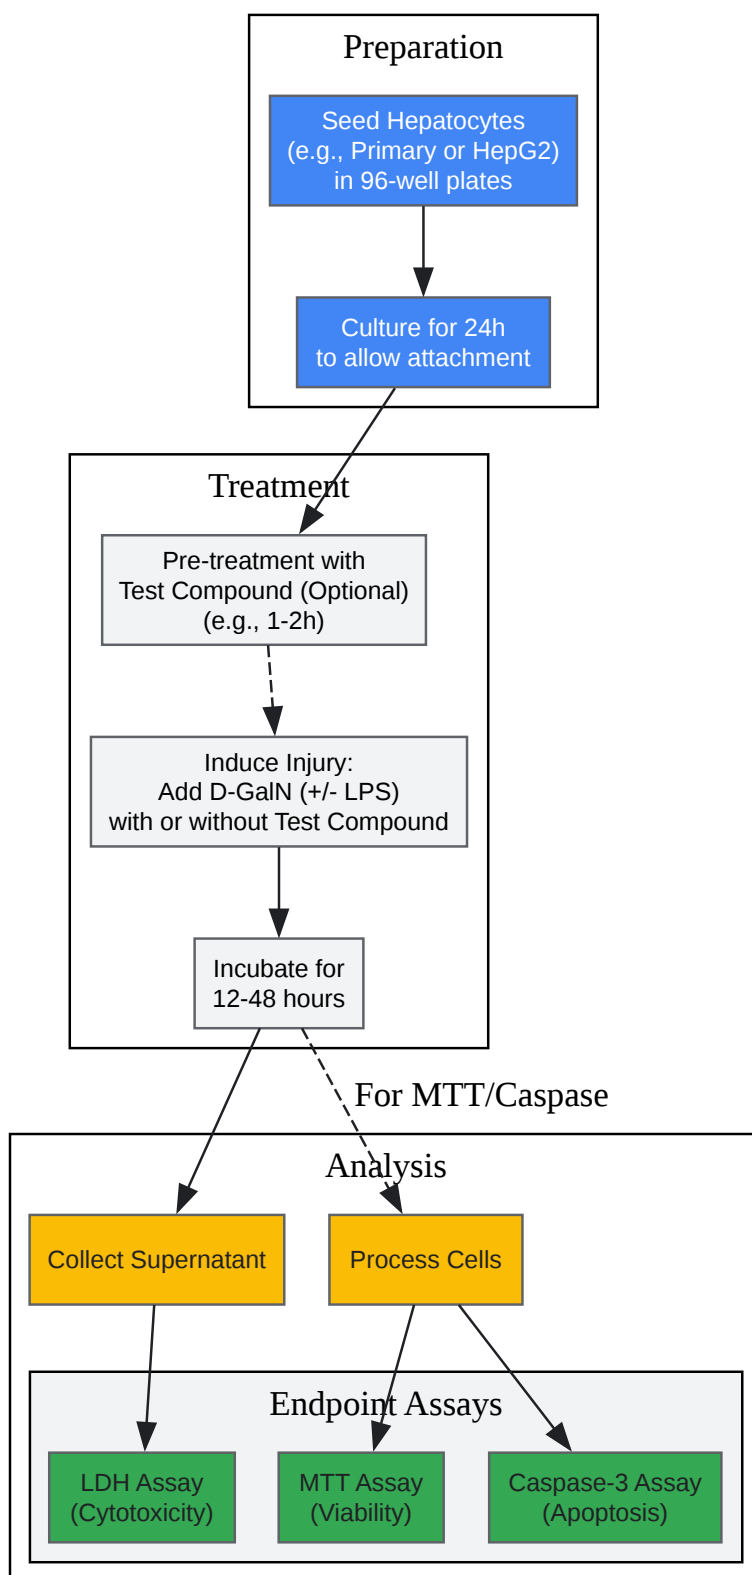 Preparation
Seed Hepatocytes
(e.g., Primary or HepG2)
in 96-well plates
Culture for 24h
to allow attachment
Treatment
Pre-treatment with
Test Compound (Optional)
(e.g., 1-2h)
Induce Injury:
Add D-GalN (+/- LPS)
with or without Test Compound
Incubate for
12-48 hours
For MTT/Caspase
Analysis
Collect Supernatant
Process Cells
Endpoint Assays
LDH Assay
(Cytotoxicity)
MTT Assay
(Viability)
Caspase-3 Assay
(Apoptosis)